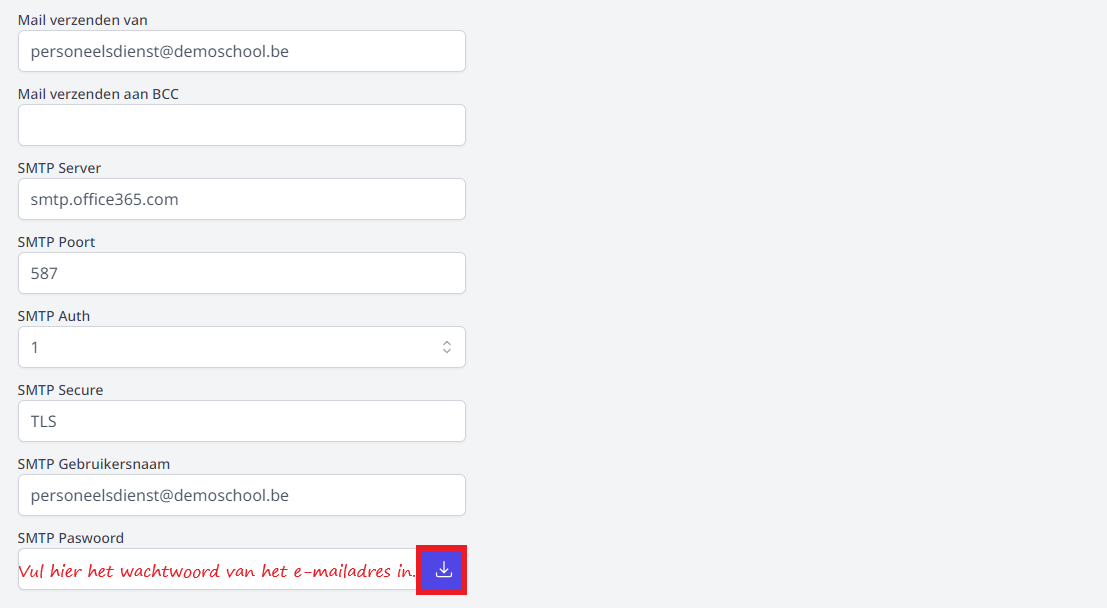 Mail verzenden van
personeelsdienst@demoschool.be
Mail verzenden aan BCC
SMTP Server
smtp.office365.com
SMTP Poort
587
SMTP Auth
1
SMTP Secure
TLS
SMTP Gebruikersnaam
personeelsdienst@demoschool.be
SMTP Paswoord
Vul hier het wachtwoord van het e-mailadres in.